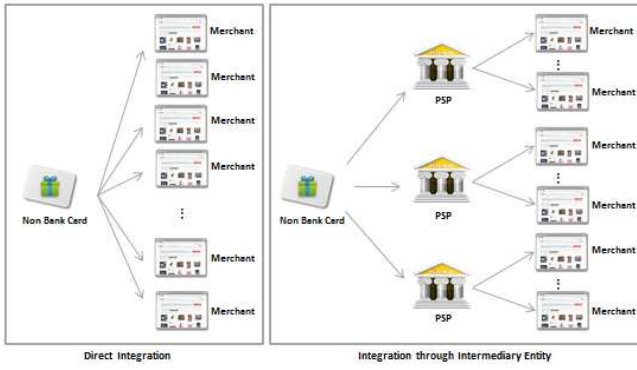 Merchant
Merchant
Merchant
Merchant
Non Bank Card
Merchant
Merchant
Direct Integration
Merchant
PSP
Merchant
Merchant
Non Bank Card
PSP
Merchant
Merchant
PSP
Merchant
Integration through Intermediary Entity